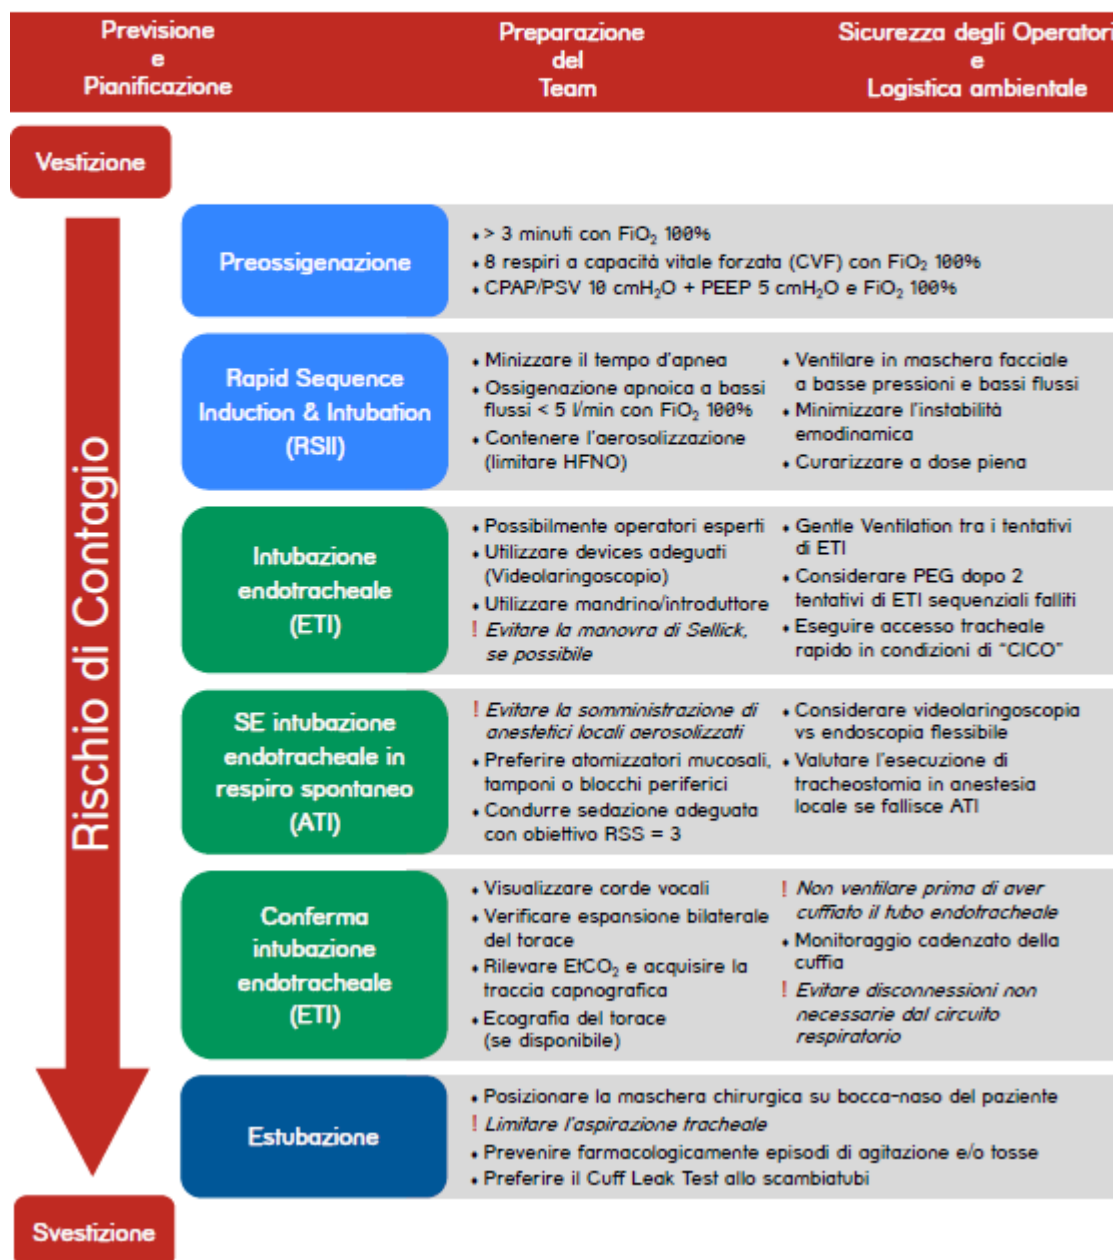 Previsione
e
Pianificazione
Preparazione
del
Team
Sicurezza degli Operatori
e
Logistica ambientale
Vestizione
Rischio di Contagio
Preossigenazione
• > 3 minuti con FiO₂ 100%
• 8 respiri a capacità vitale forzata (CVF) con FiO₂ 100%
• CPAP/PSV 10 cmH₂O + PEEP 5 cmH₂O e FiO₂ 100%
Rapid Sequence
Induction & Intubation
(RSII)
• Minizzare il tempo d'apnea
• Ossigenazione apnoica a bassi
flussi < 5 l/min con FiO₂ 100%
• Contenere l'aerosolizzazione
(limitare HFNO)
• Ventilare in maschera facciale
a basse pressioni e bassi flussi
• Minimizzare l'instabilità
emodinamica
• Curarizzare a dose piena
Intubazione
endotracheale
(ETI)
• Possibilmente operatori esperti
• Utilizzare devices adeguati
(Videolaringoscopio)
• Utilizzare mandrino/introduttore
! Evitare la manovra di Sellick,
se possibile
• Gentle Ventilation tra i tentativi
di ETI
• Considerare PEG dopo 2
tentativi di ETI sequenziali falliti
• Eseguire accesso tracheale
rapido in condizioni di "CICO"
SE intubazione
endotracheale in
respiro spontaneo
(ATI)
! Evitare la somministrazione di
anestetici locali aerosolizzati
• Preferire atomizzatori mucosali,
tamponi o blocchi periferici
• Condurre sedazione adeguata
con obiettivo RSS = 3
• Considerare videolaringoscopia
vs endoscopia flessibile
• Valutare l'esecuzione di
tracheostomia in anestesia
locale se fallisce ATI
Conferma
intubazione
endotracheale
(ETI)
• Visualizzare corde vocali
• Verificare espansione bilaterale
del torace
• Rilevare EtCO₂ e acquisire la
traccia capnografica
• Ecografia del torace
(se disponibile)
! Non ventilare prima di aver
cuffiato il tubo endotracheale
• Monitoraggio cadenzato della
cuffia
! Evitare disconnessioni non
necessarie dal circuito
respiratorio
Estubazione
• Posizionare la maschera chirurgica su bocca-naso del paziente
! Limitare l'aspirazione tracheale
• Prevenire farmacologicamente episodi di agitazione e/o tosse
• Preferire il Cuff Leak Test allo scambiatubi
Svestizione